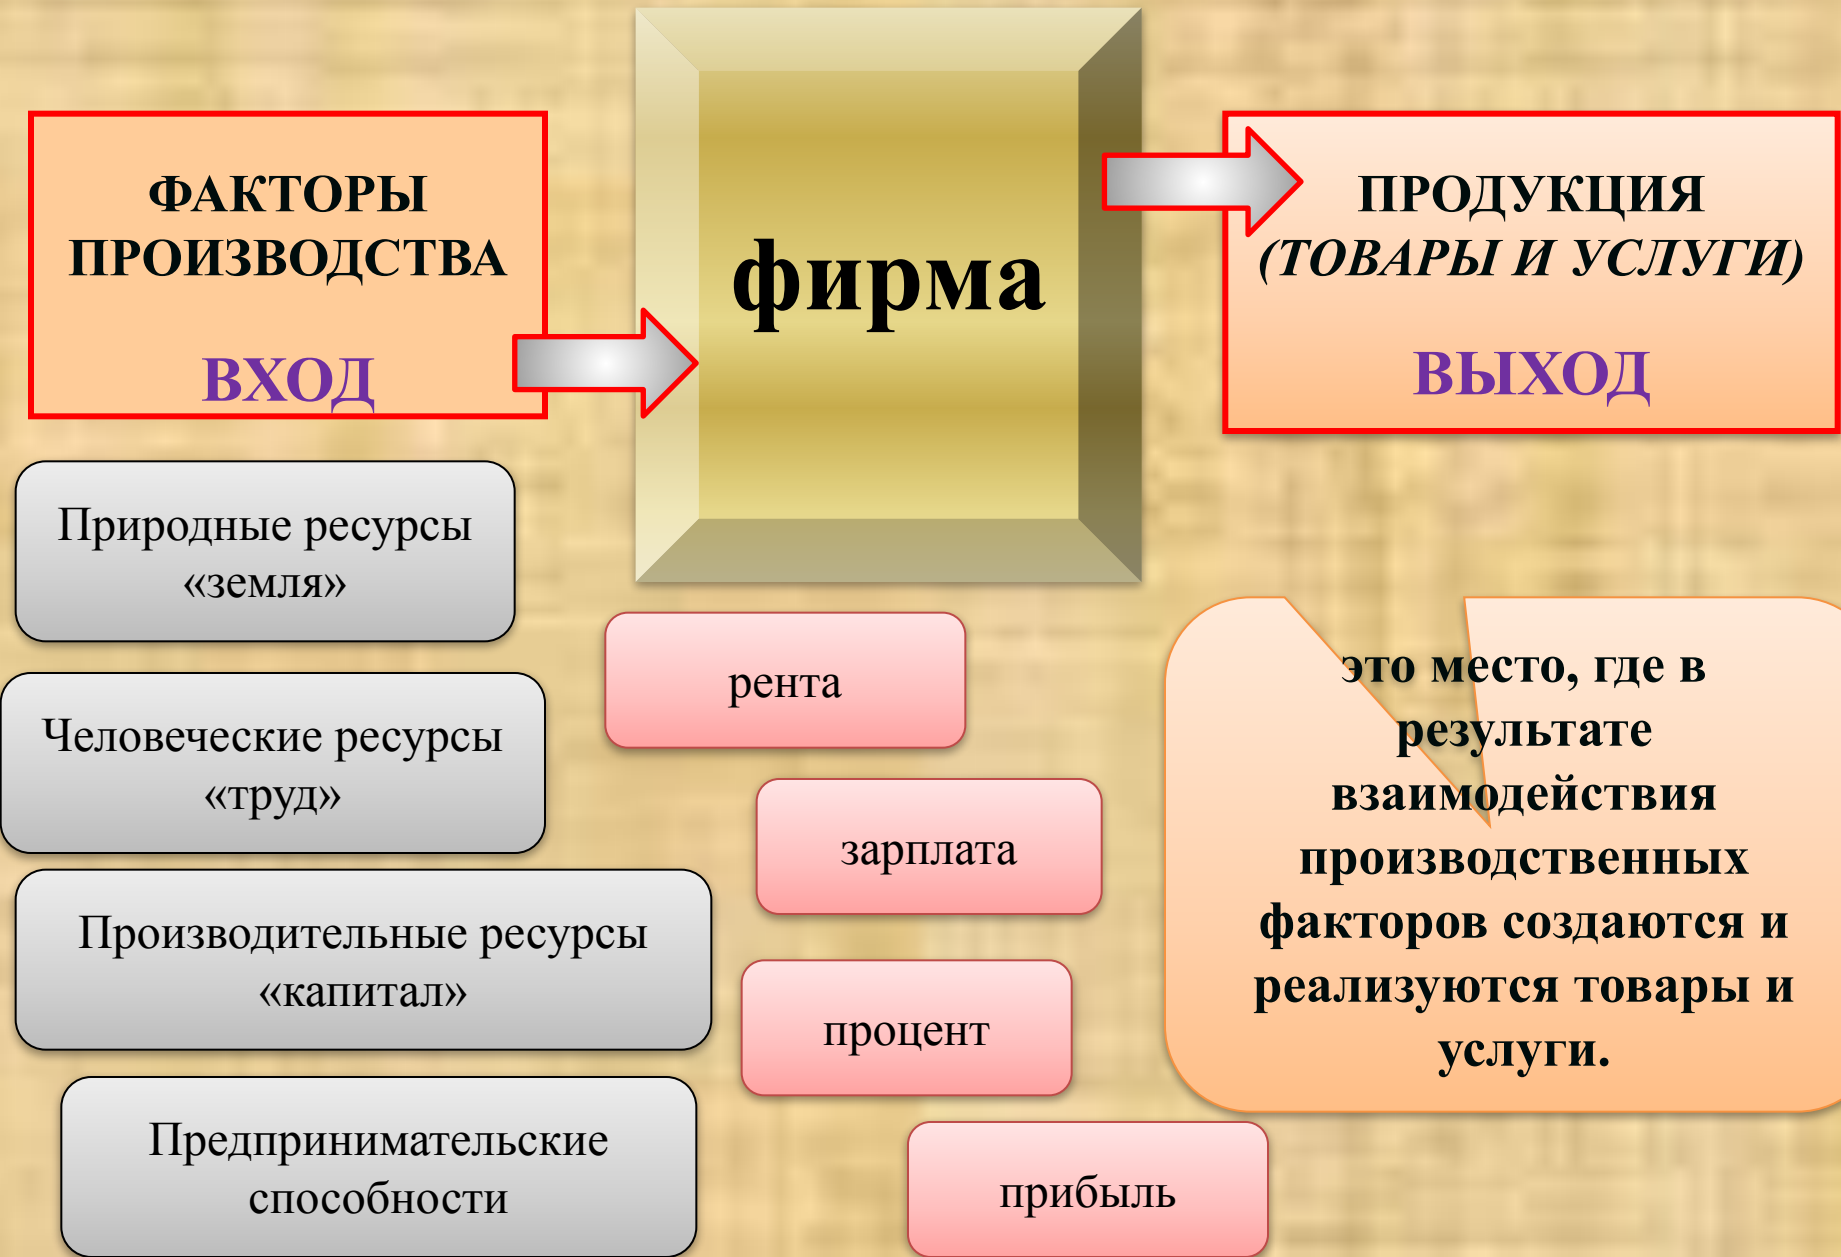 ФАКТОРЫ
ПРОИЗВОДСТВА
ВХОД
фирма
ПРОДУКЦИЯ
(ТОВАРЫ И УСЛУГИ)
ВЫХОД
Природные ресурсы
«земля»
Человеческие ресурсы
«труд»
Производительные ресурсы
«капитал»
Предпринимательские
способности
рента
зарплата
процент
прибыль
это место, где в
результате
взаимодействия
производственных
факторов создаются и
реализуются товары и
услуги.